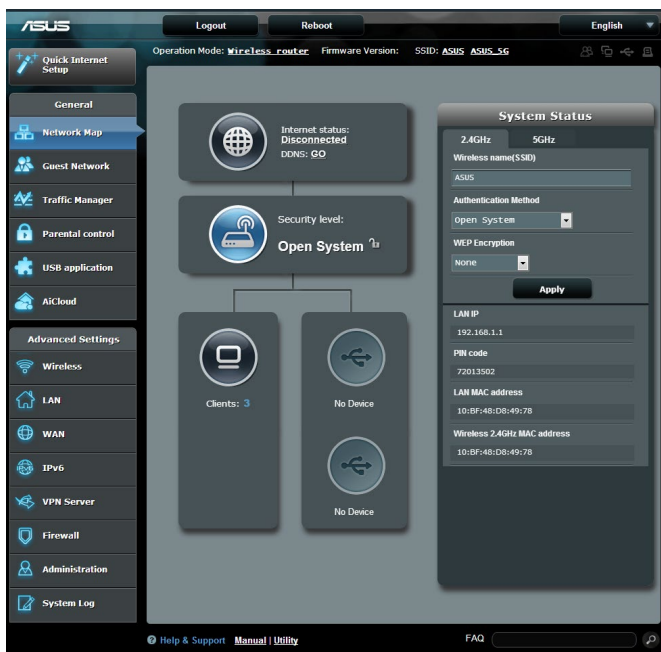 ASUS
Logout
Reboot
English
Quick Internet
Setup
Operation Mode: Wireless router Firmware Version: SSID: ASUS ASUS_5G
General
Network Map
Guest Network
Traffic Manager
Parental control
USB application
AiCloud
Advanced Settings
Wireless
LAN
WAN
IPv6
VPN Server
Firewall
Administration
System Log
Internet status:
Disconnected
DDNS: GO
Security level:
Open System
Clients: 3
No Device
No Device
System Status
2.4GHz 5GHz
Wireless name(SSID)
ASUS
Authentication Method
Open System
WEP Encryption
None
Apply
LAN IP
192.168.1.1
PIN code
72013502
LAN MAC address
10:BF:48:D8:49:78
Wireless 2.4GHz MAC address
10:BF:48:D8:49:78
Help & Support Manual | Utility
FAQ